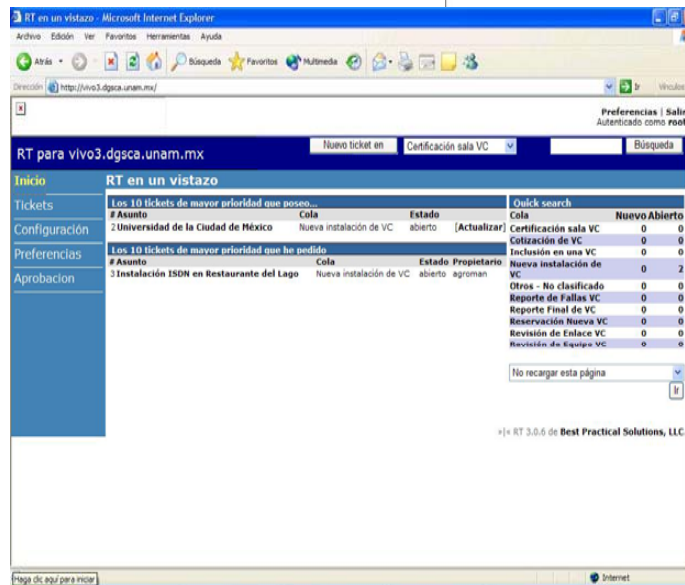 RT en un vistazo - Microsoft Internet Explorer
Archivo Edición Ver Favoritos Herramientas Ayuda
Atrás Búsqueda Favoritos Multimedia
Dirección http://vivo3.dgsca.unam.mx/ Ir Vínculos
Preferencias | Salir
Autenticado como root
RT para vivo3.dgsca.unam.mx Nuevo ticket en Certificación sala VC Búsqueda
Inicio RT en un vistazo
Tickets
Configuración
Preferencias
Aprobacion
Los 10 tickets de mayor prioridad que poseo...
# Asunto Cola Estado
2 Universidad de la Ciudad de México Nueva instalación de VC abierto [Actualizar]
Los 10 tickets de mayor prioridad que he pedido
# Asunto Cola Estado Propietario
3 Instalación ISDN en Restaurante del Lago Nueva instalación de VC abierto agroman
Quick search
Cola Nuevo Abierto
Certificación sala VC 0 0
Cotización de VC 0 0
Inclusión en una VC 0 0
Nueva instalación de VC 0 2
Otros - No clasificado 0 0
Reporte de Fallas VC 0 0
Reporte Final de VC 0 0
Reservación Nueva VC 0 0
Revisión de Enlace VC 0 0
Revisión de Equipo VC 0 0
No recargar esta página
Ir
»|« RT 3.0.6 de Best Practical Solutions, LLC
Haga clic aquí para iniciar Internet